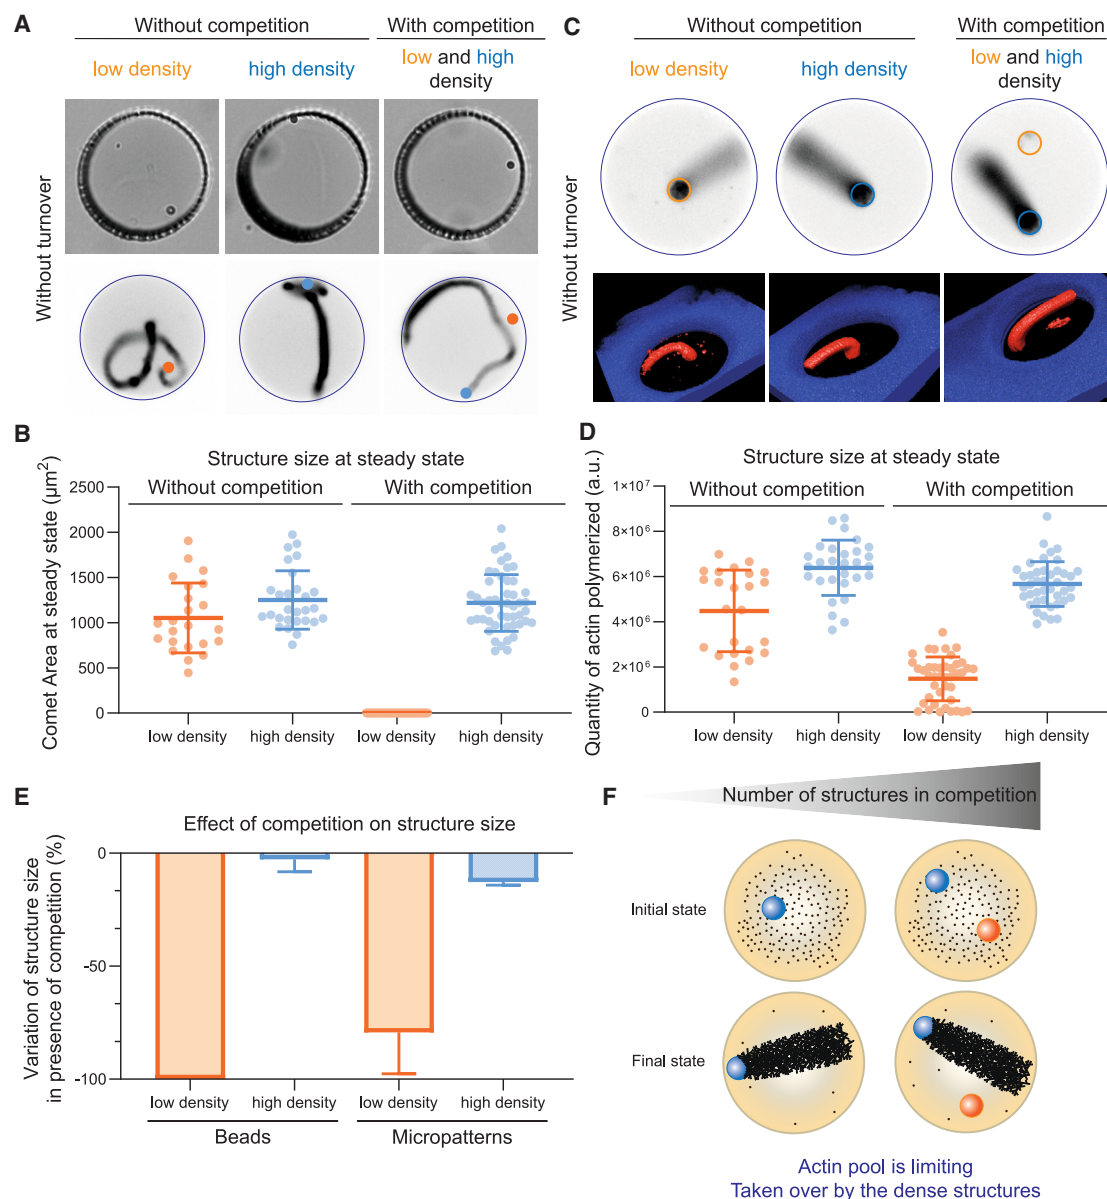 A
Without competition
With competition
low density
high density
low and high
density
Without turnover
C
Without competition
With competition
low density
high density
low and high
density
Without turnover
B
Structure size at steady state
Without competition
With competition
Comet Area at steady state (µm²)
2500
2000
1500
1000
500
0
low density
high density
low density
high density
D
Structure size at steady state
Without competition
With competition
Quantity of actin polymerized (a.u.)
1×10⁷
8×10⁶
6×10⁶
4×10⁶
2×10⁶
0
low density
high density
low density
high density
E
Effect of competition on structure size
Variation of structure size
in presence of competition (%)
0
-50
-100
low density
high density
low density
high density
Beads
Micropatterns
F
Number of structures in competition
Initial state
Final state
Actin pool is limiting
Taken over by the dense structures